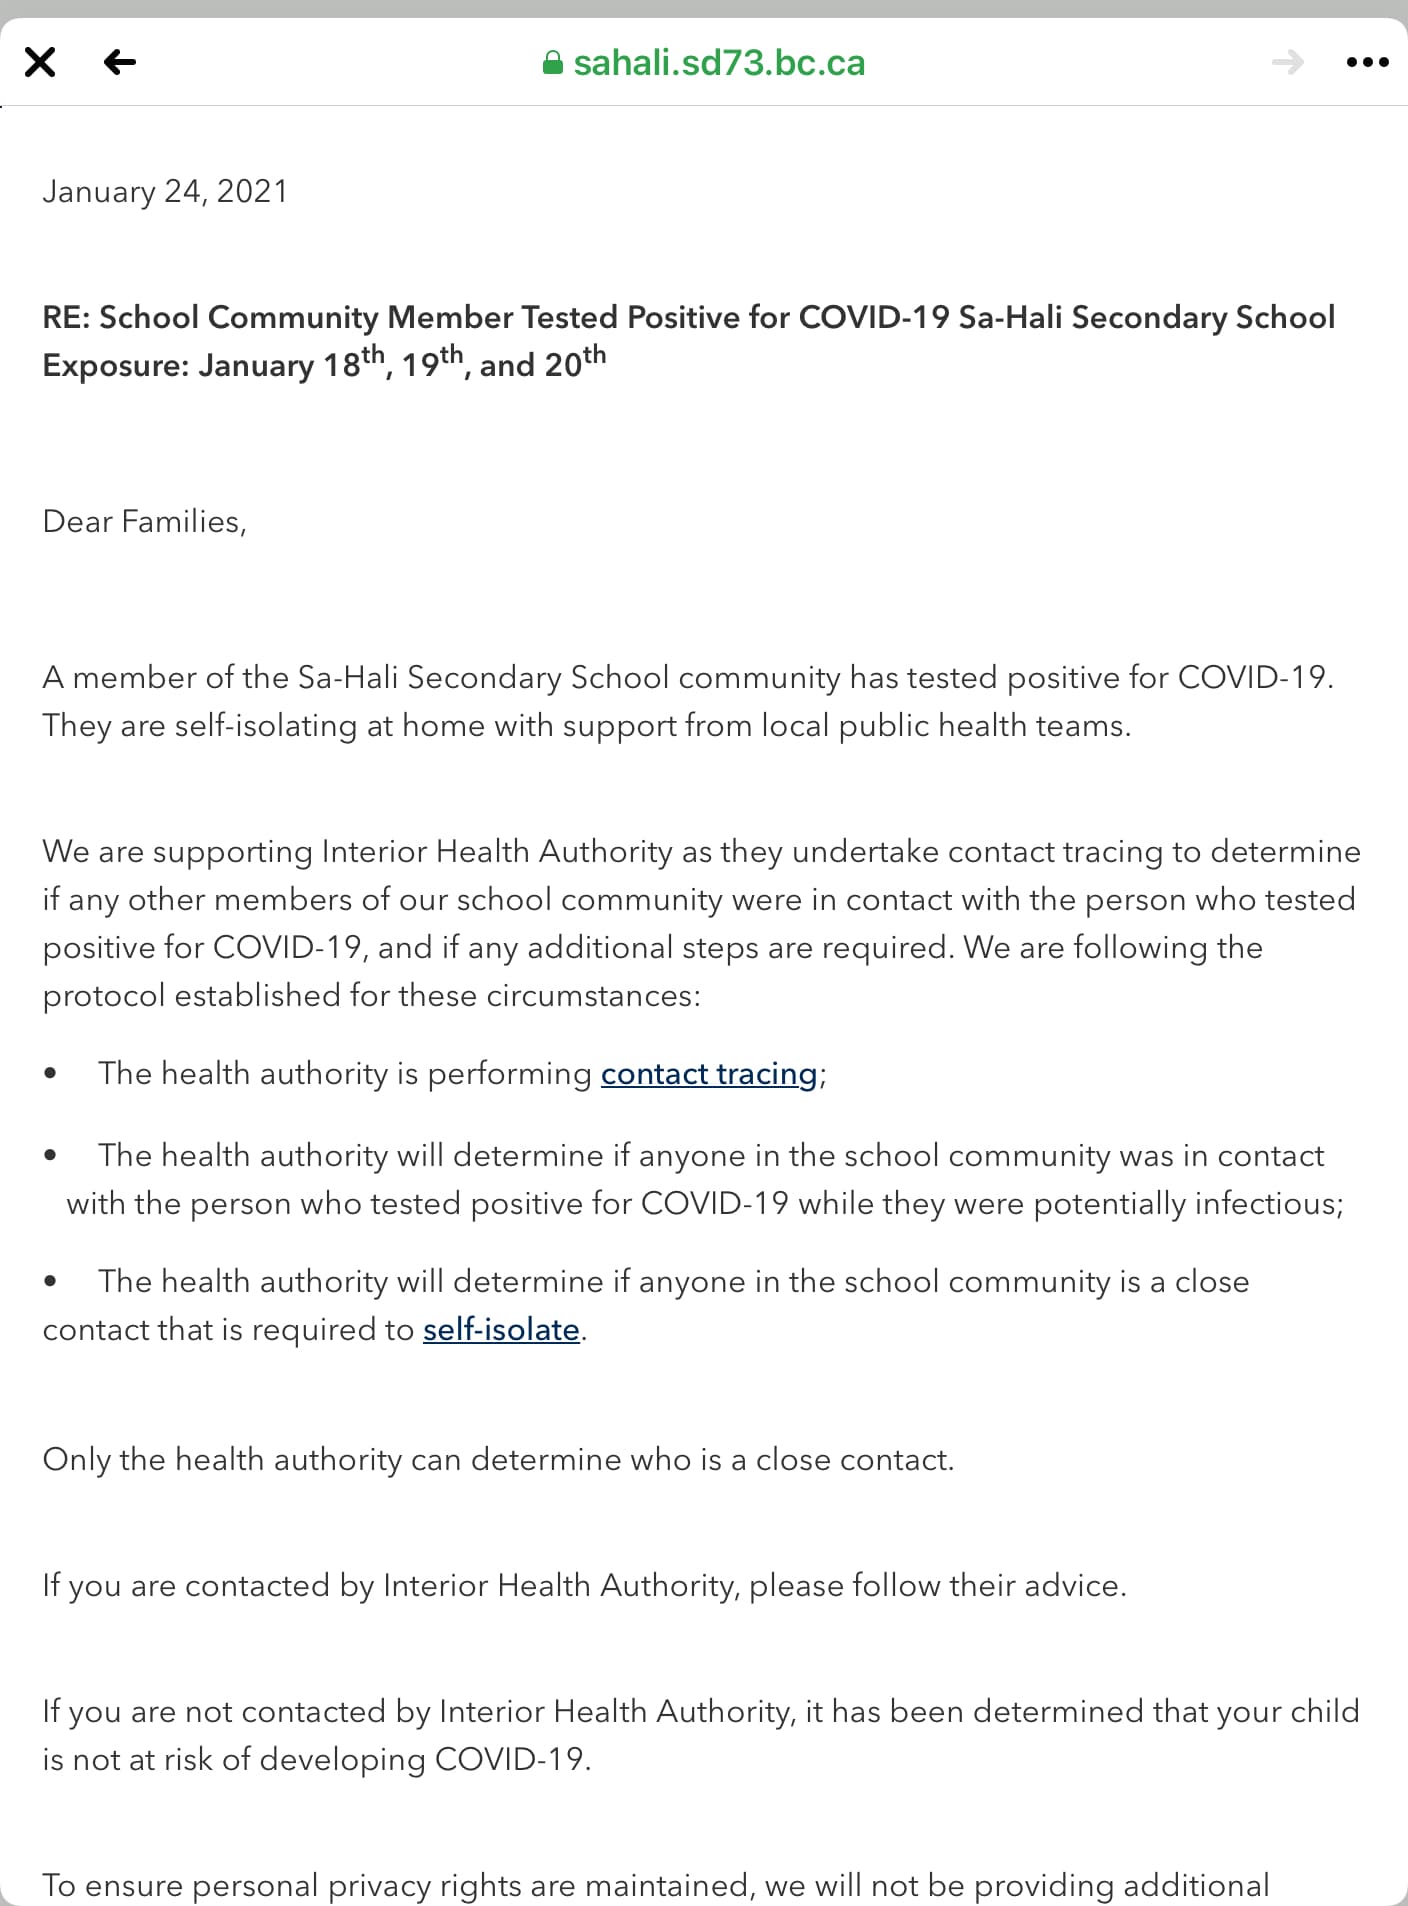 sahali.sd73.bc.ca
January 24, 2021
RE: School Community Member Tested Positive for COVID-19 Sa-Hali Secondary School
Exposure: January 18th, 19th, and 20th
Dear Families,
A member of the Sa-Hali Secondary School community has tested positive for COVID-19.
They are self-isolating at home with support from local public health teams.
We are supporting Interior Health Authority as they undertake contact tracing to determine
if any other members of our school community were in contact with the person who tested
positive for COVID-19, and if any additional steps are required. We are following the
protocol established for these circumstances:
• The health authority is performing contact tracing;
• The health authority will determine if anyone in the school community was in contact
with the person who tested positive for COVID-19 while they were potentially infectious;
• The health authority will determine if anyone in the school community is a close
contact that is required to self-isolate.
Only the health authority can determine who is a close contact.
If you are contacted by Interior Health Authority, please follow their advice.
If you are not contacted by Interior Health Authority, it has been determined that your child
is not at risk of developing COVID-19.
To ensure personal privacy rights are maintained, we will not be providing additional